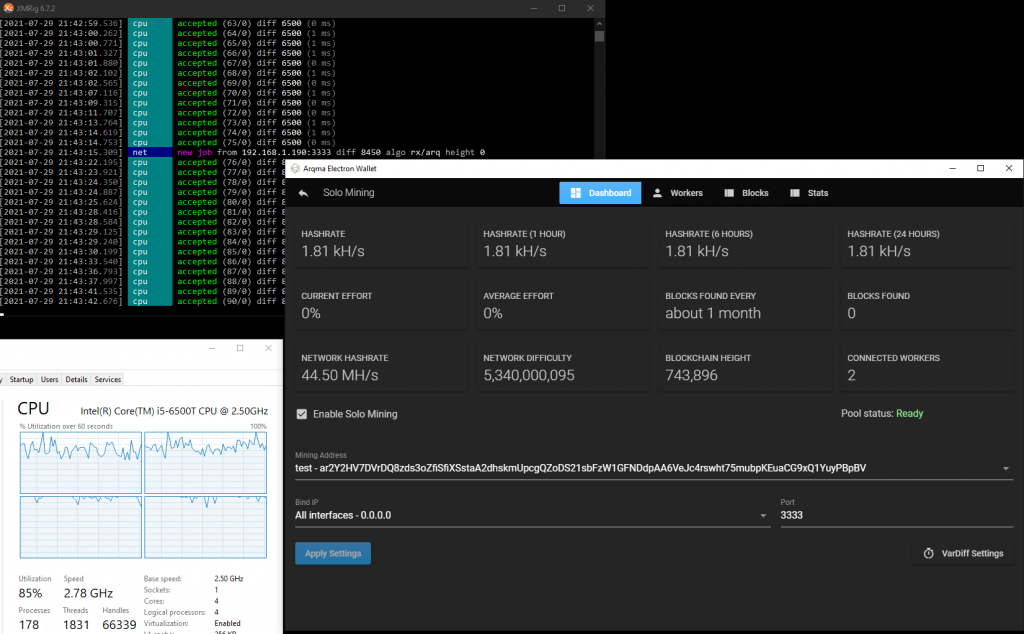 XMRig 6.7.2
[2021-07-29 21:42:59.536] cpu accepted (63/0) diff 6500 (0 ms)
[2021-07-29 21:43:00.262] cpu accepted (64/0) diff 6500 (1 ms)
[2021-07-29 21:43:00.771] cpu accepted (65/0) diff 6500 (1 ms)
[2021-07-29 21:43:01.327] cpu accepted (66/0) diff 6500 (0 ms)
[2021-07-29 21:43:01.880] cpu accepted (67/0) diff 6500 (0 ms)
[2021-07-29 21:43:02.102] cpu accepted (68/0) diff 6500 (1 ms)
[2021-07-29 21:43:02.565] cpu accepted (69/0) diff 6500 (0 ms)
[2021-07-29 21:43:07.116] cpu accepted (70/0) diff 6500 (1 ms)
[2021-07-29 21:43:09.315] cpu accepted (71/0) diff 6500 (0 ms)
[2021-07-29 21:43:11.707] cpu accepted (72/0) diff 6500 (0 ms)
[2021-07-29 21:43:13.764] cpu accepted (73/0) diff 6500 (1 ms)
[2021-07-29 21:43:14.619] cpu accepted (74/0) diff 6500 (1 ms)
[2021-07-29 21:43:14.753] cpu accepted (75/0) diff 6500 (1 ms)
[2021-07-29 21:43:15.309] net new job from 192.168.1.190:3333 diff 8450 algo rx/arq height 0
[2021-07-29 21:43:22.195] cpu accepted (76/0) diff 8
[2021-07-29 21:43:23.921] cpu accepted (77/0) diff 8
[2021-07-29 21:43:24.350] cpu accepted (78/0) diff 8
[2021-07-29 21:43:24.887] cpu accepted (79/0) diff 8
[2021-07-29 21:43:25.624] cpu accepted (80/0) diff 8
[2021-07-29 21:43:28.416] cpu accepted (81/0) diff 8
[2021-07-29 21:43:28.584] cpu accepted (82/0) diff 8
[2021-07-29 21:43:29.125] cpu accepted (83/0) diff 8
[2021-07-29 21:43:29.240] cpu accepted (84/0) diff 8
[2021-07-29 21:43:30.199] cpu accepted (85/0) diff 8
[2021-07-29 21:43:33.540] cpu accepted (86/0) diff 8
[2021-07-29 21:43:36.793] cpu accepted (87/0) diff 8
[2021-07-29 21:43:37.997] cpu accepted (88/0) diff 8
[2021-07-29 21:43:41.535] cpu accepted (89/0) diff 8
[2021-07-29 21:43:42.676] cpu accepted (90/0) diff 8
Arqma Electron Wallet
Solo Mining Dashboard Workers Blocks Stats
HASHRATE HASHRATE (1 HOUR) HASHRATE (6 HOURS) HASHRATE (24 HOURS)
1.81 kH/s 1.81 kH/s 1.81 kH/s 1.81 kH/s
CURRENT EFFORT AVERAGE EFFORT BLOCKS FOUND EVERY BLOCKS FOUND
0% 0% about 1 month 0
NETWORK HASHRATE NETWORK DIFFICULTY BLOCKCHAIN HEIGHT CONNECTED WORKERS
44.50 MH/s 5,340,000,095 743,896 2
Enable Solo Mining Pool status: Ready
Mining Address
test - ar2Y2HV7DVrDQ8zds3oZfiSfiXSstaA2dhskmUpcgQZoDS21sbFzW1GFNDdpAA6VeJc4rswht75mubpKEuaCG9xQ1YuyPBpBV
Bind IP Port
All interfaces - 0.0.0.0 3333
Apply Settings VarDiff Settings
y Startup Users Details Services
CPU Intel(R) Core(TM) i5-6500T CPU @ 2.50GHz
% Utilization over 60 seconds 100%
Utilization Speed Base speed: 2.50 GHz
85% 2.78 GHz Sockets: 1
Cores: 4
Processes Threads Handles Logical processors: 4
178 1831 66339 Virtualization: Enabled
L1 cache: 256 KB